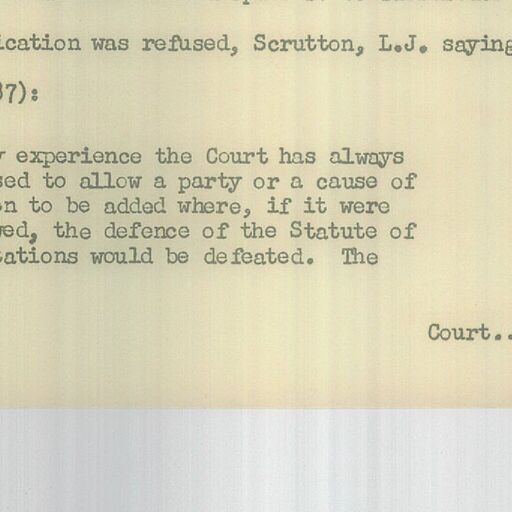 ication was refused, Scrutton, L.J. saying
37):
y experience the Court has always
sed to allow a party or a cause of
on to be added where, if it were
wed, the defence of the Statute of
tations would be defeated. The
Court..